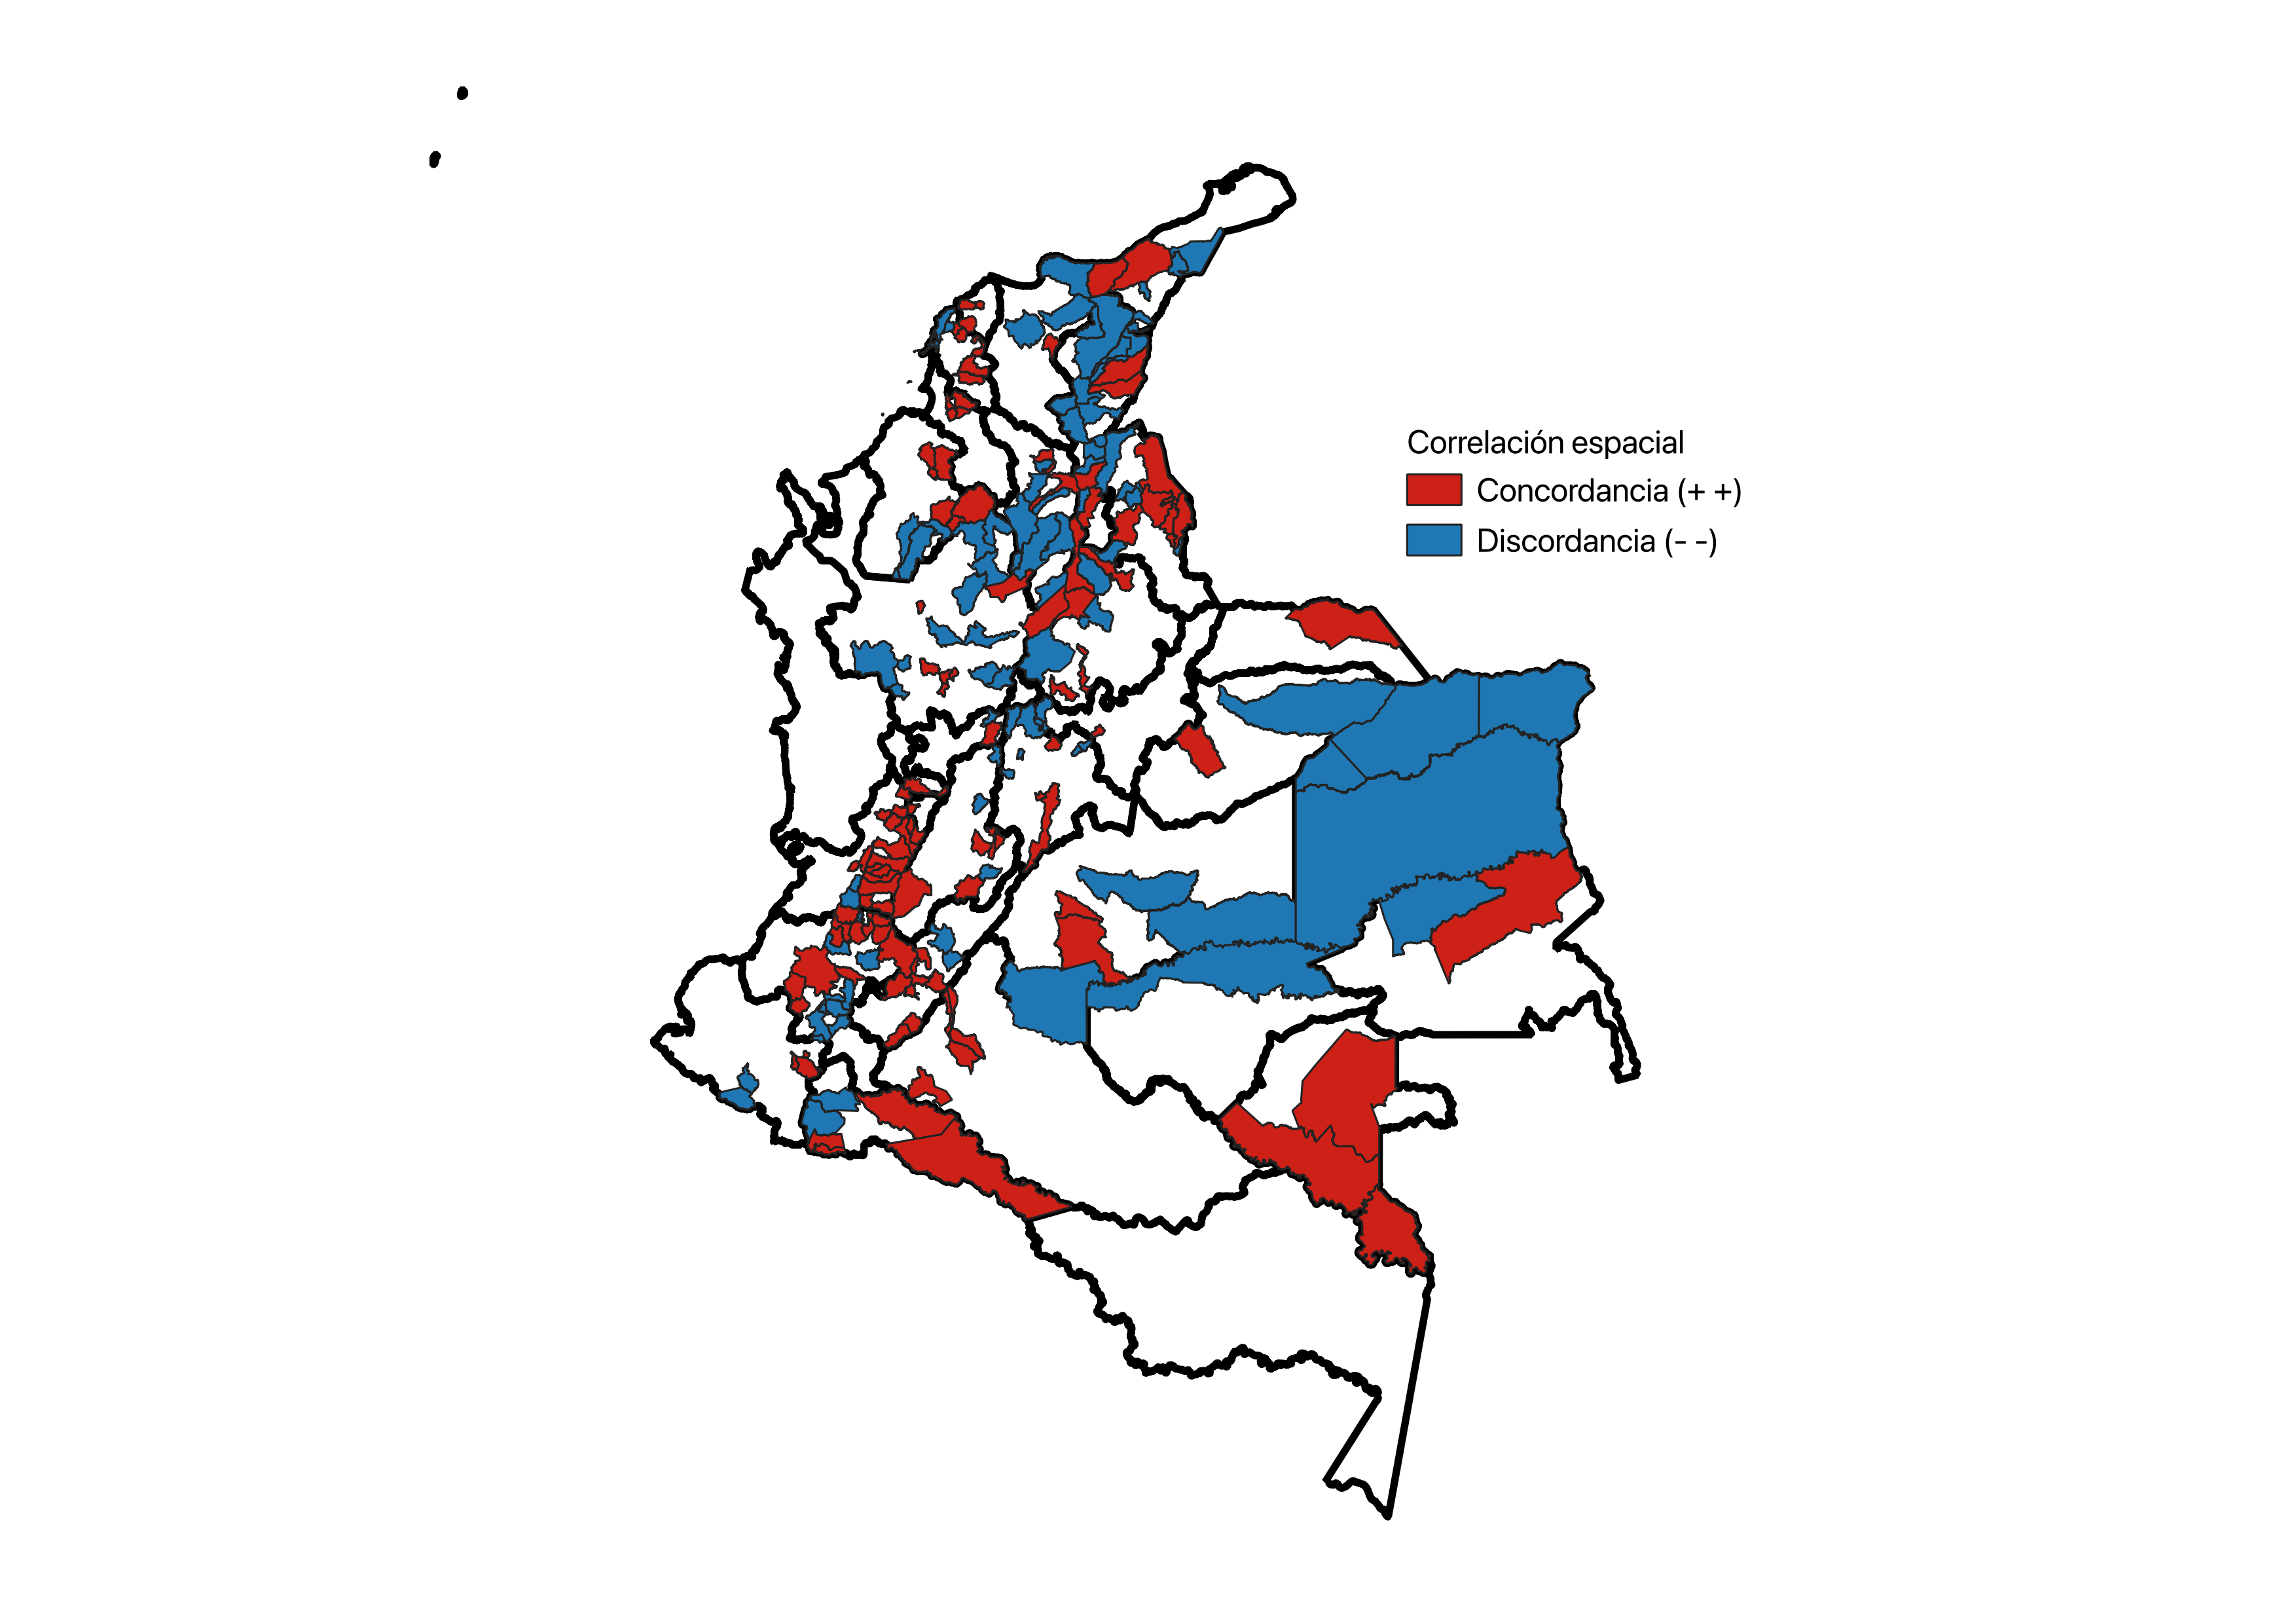 Correlación espacial
Concordancia (+ +)
Discordancia (- -)